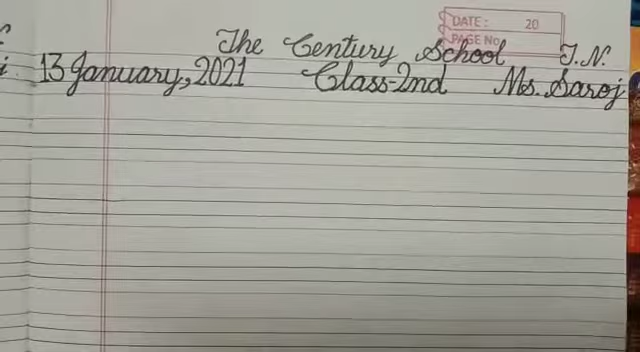 DATE : 20
PAGE No
The Century School T.N.
13 January, 2021 Class-2nd Ms. Saroj